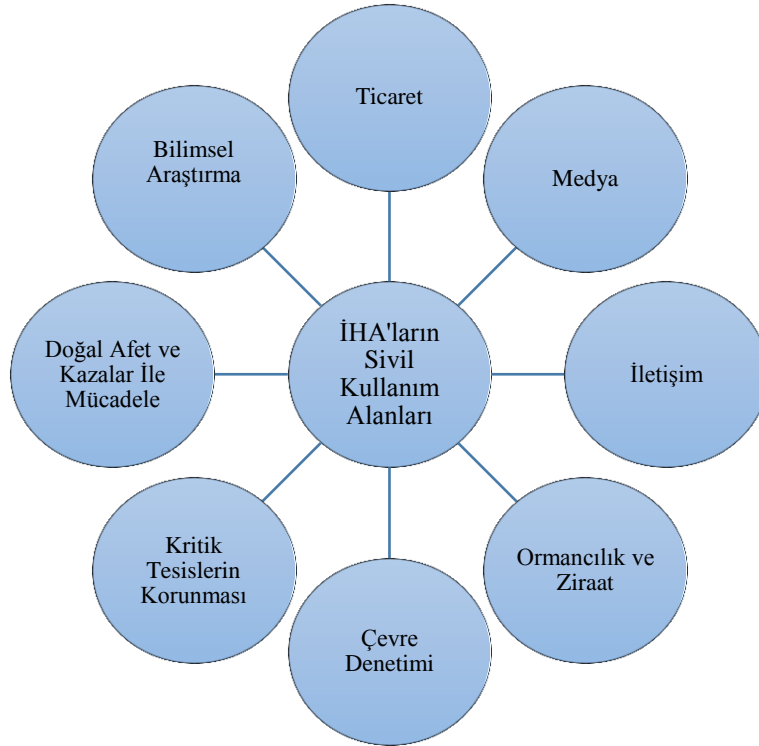 Ticaret
Bilimsel
Araştırma
Medya
Doğal Afet ve
Kazalar İle
Mücadele
İHA'ların
Sivil
Kullanım
Alanları
İletişim
Kritik
Tesislerin
Korunması
Ormancılık ve
Ziraat
Çevre
Denetimi